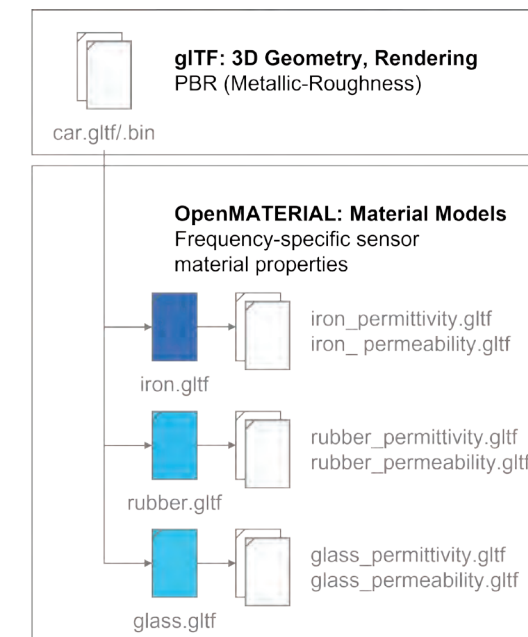 glTF: 3D Geometry, Rendering
PBR (Metallic-Roughness)
car.gltf/.bin
OpenMATERIAL: Material Models
Frequency-specific sensor
material properties
iron_permittivity.gltf
iron_ permeability.gltf
iron.gltf
rubber_permittivity.gltf
rubber_permeability.gltf
rubber.gltf
glass_permittivity.gltf
glass_permeability.gltf
glass.gltf